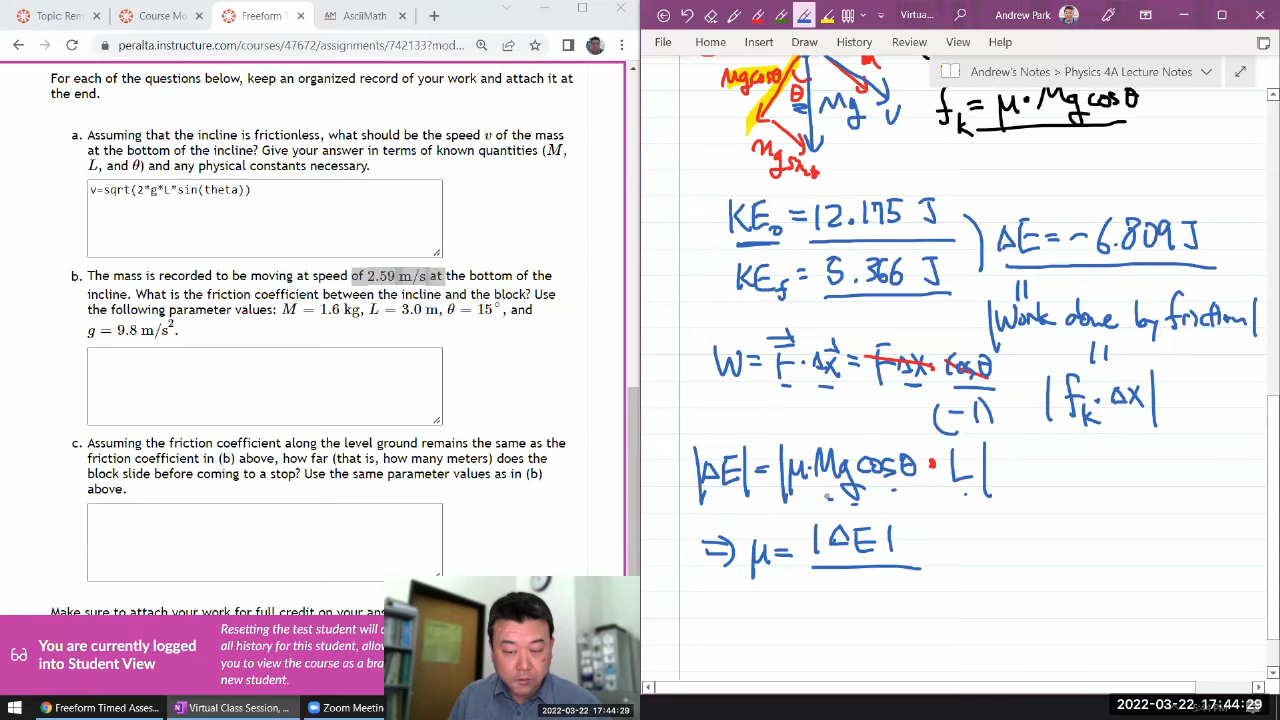 Topic Rem
Course Mo
Freeform T
AsciiMath
peralta.instructure.com/courses/47672/assignments/742133?mod...
For each of the questions below, keep an organized record of your work and attach it at
the end.
a. Assuming that the incline is frictionless, what should be the speed v of the mass
at the bottom of the incline? Give your answer in terms of known quantities (M,
L, and θ) and any physical constants necessary.
v=sqrt(2*g*L*sin(theta))
b. The mass is recorded to be moving at speed of 2.59 m/s at the bottom of the
incline. What is the friction coefficient between the incline and the block? Use
the following parameter values: M = 1.6 kg, L = 3.0 m, θ = 15°, and
g = 9.8 m/s².
c. Assuming the friction coefficient along the level ground remains the same as the
friction coefficient in (b) above, how far (that is, how many meters) does the
block slide before coming to a stop? Use the same parameter values as in (b)
above.
Make sure to attach your work for full credit on your ans
You are currently logged
into Student View
Resetting the test student will c
all history for this student, allow
you to view the course as a bra
new student.
Freeform Timed Asses...
Virtual Class Session, ...
Zoom Meeting
2022-03-22 17:44:29
Virtua...
Andrew Park
File Home Insert Draw History Review View Help
Andrew's Notes > Physics 4A Lecture Not
Mg cosθ
θ
Mg
v
Mg sinθ
f_k = μ·Mg cosθ
KE₀ = 12.175 J
KE_f = 5.366 J
ΔE = -6.809 J
||
|Work done by friction|
||
|f_k·Δx|
W = F⃗·Δx⃗ = FΔx·cosθ
(-1)
|ΔE| = |μ·Mg cosθ · L|
⇒ μ = |ΔE|
2022-03-22 17:44:29